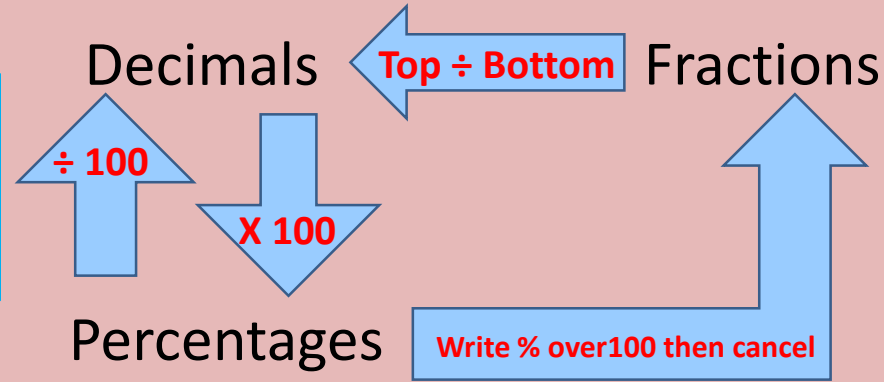 Decimals Top ÷ Bottom Fractions
÷ 100
X 100
Percentages
Write % over100 then cancel